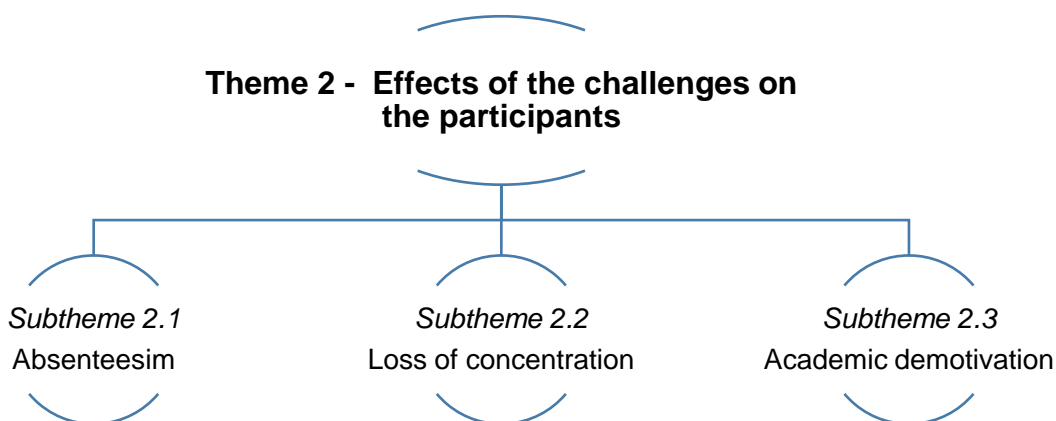 Theme 2 - Effects of the challenges on
the participants
Subtheme 2.1
Absenteesim
Subtheme 2.2
Loss of concentration
Subtheme 2.3
Academic demotivation